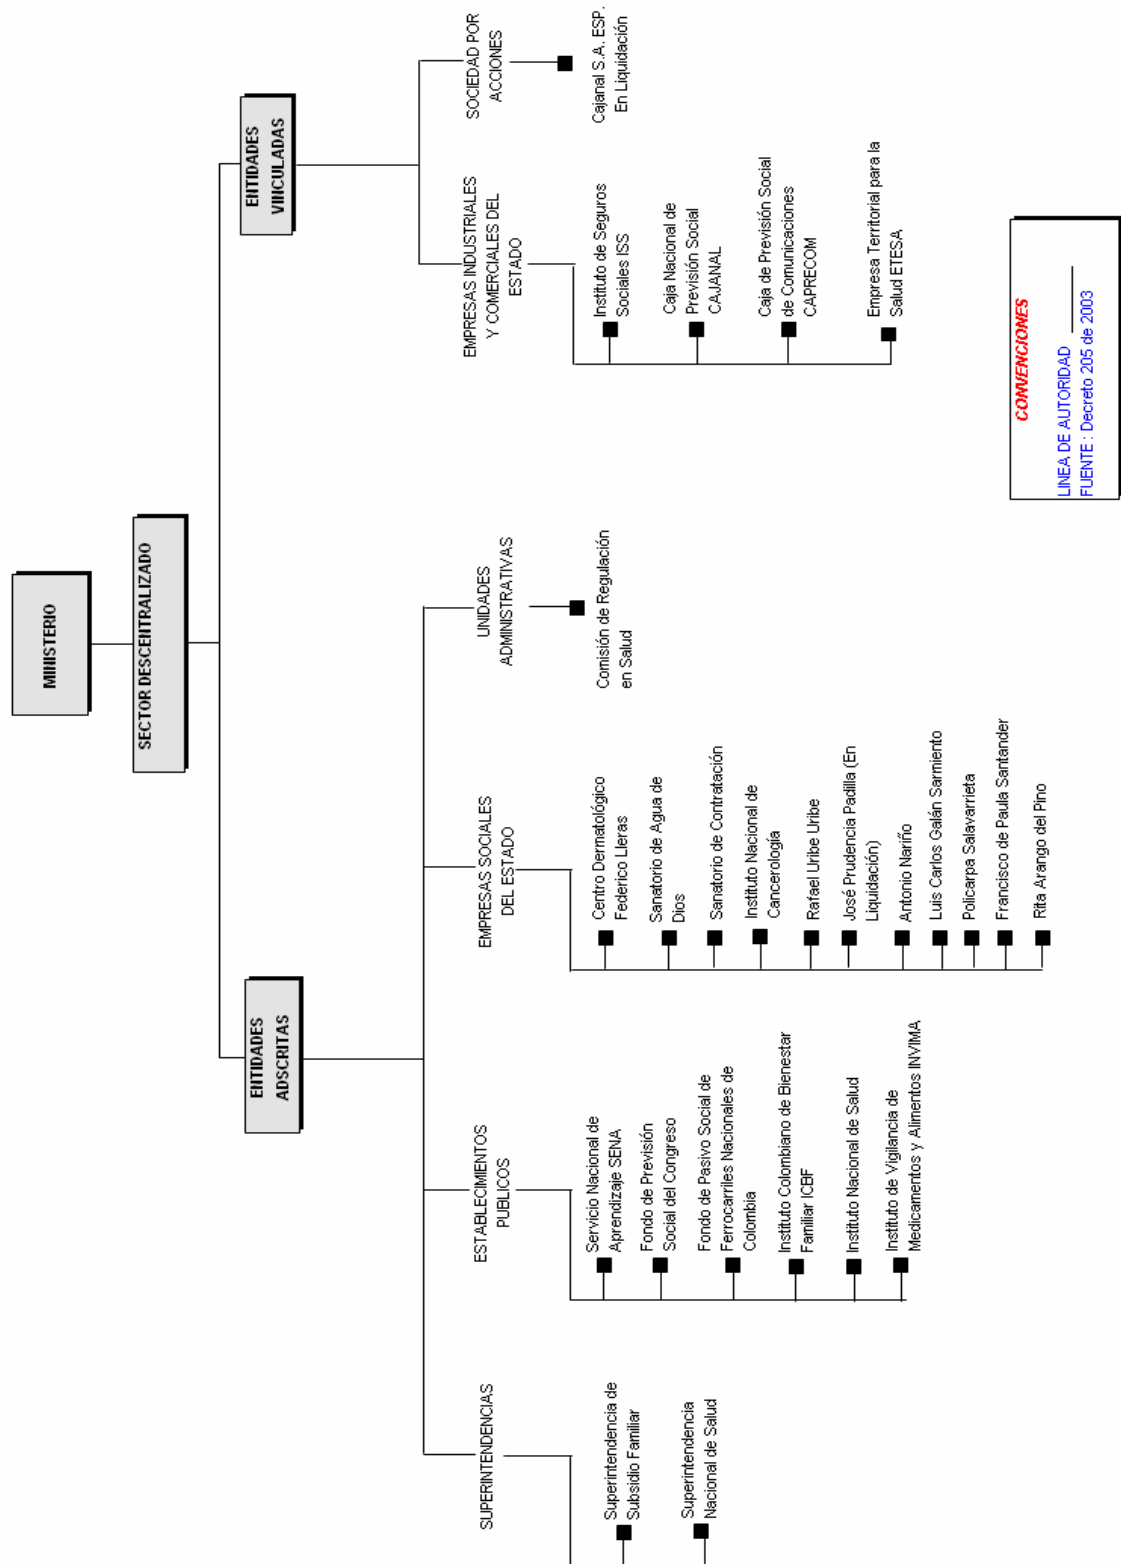 MINISTERIO
SECTOR DESCENTRALIZADO
ENTIDADES
ADSCRITAS
ENTIDADES
VINCULADAS
SUPERINTENDENCIAS
Superintendencia de
Subsidio Familiar
Superintendencia
Nacional de Salud
ESTABLECIMIENTOS
PUBLICOS
Servicio Nacional de
Aprendizaje SENA
Fondo de Previsión
Social del Congreso
Fondo de Pasivo Social de
Ferrocarriles Nacionales de
Colombia
Instituto Colombiano de Bienestar
Familiar ICBF
Instituto Nacional de Salud
Instituto de Vigilancia de
Medicamentos y Alimentos INVIMA
EMPRESAS SOCIALES
DEL ESTADO
Centro Dermatológico
Federico Lleras
Sanatorio de Agua de
Dios
Sanatorio de Contratación
Instituto Nacional de
Cancerología
Rafael Uribe Uribe
José Prudencia Padilla (En
Liquidación)
Antonio Nariño
Luis Carlos Galán Sarmiento
Policarpa Salavarrieta
Francisco de Paula Santander
Rita Arango del Pino
UNIDADES
ADMINISTRATIVAS
Comisión de Regulación
en Salud
EMPRESAS INDUSTRIALES
Y COMERCIALES DEL
ESTADO
Instituto de Seguros
Sociales ISS
Caja Nacional de
Previsión Social
CAJANAL
Caja de Previsión Social
de Comunicaciones
CAPRECOM
Empresa Territorial para la
Salud ETESA
SOCIEDAD POR
ACCIONES
Cajanal S.A. ESP.
En Liquidación
CONVENCIONES
LINEA DE AUTORIDAD
FUENTE : Decreto 205 de 2003